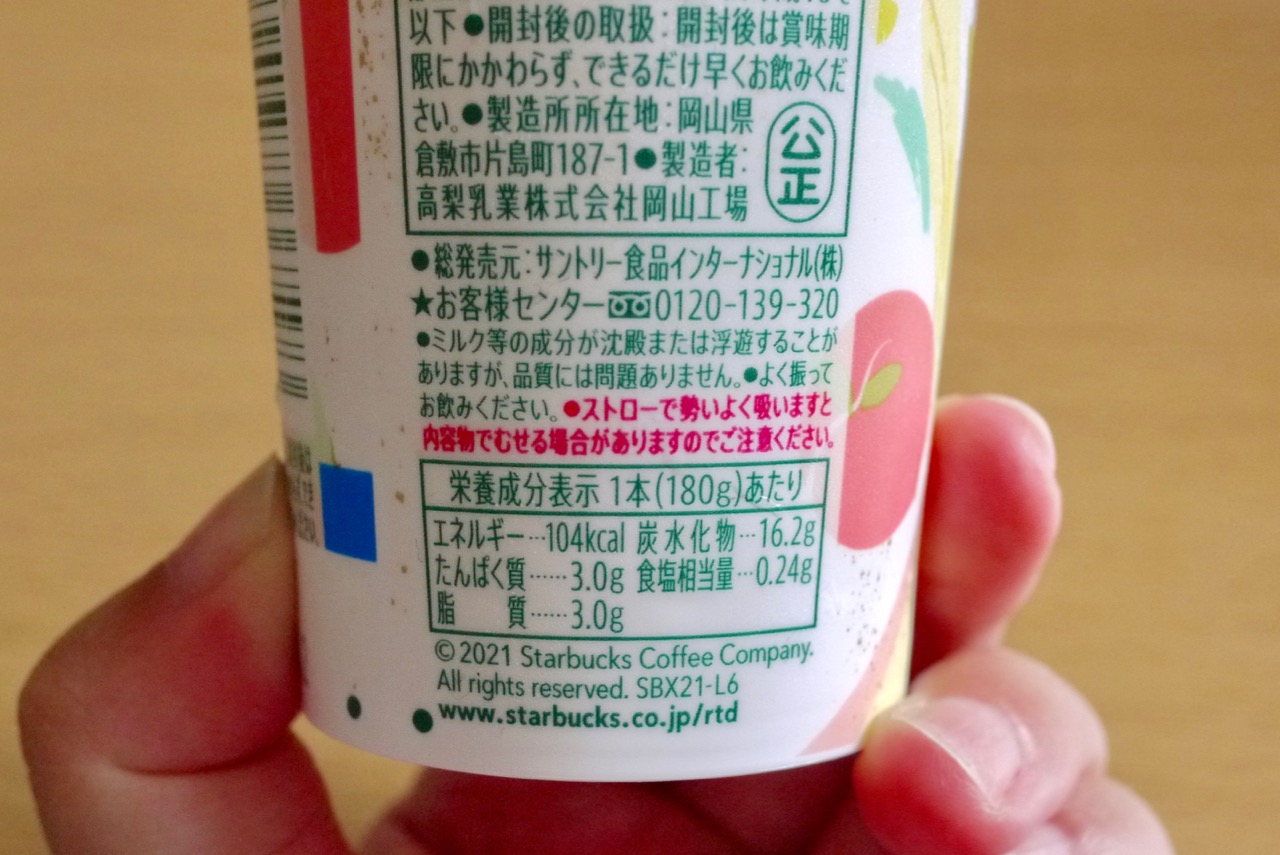 以下●開封後の取扱:開封後は賞味期
限にかかわらず、できるだけ早くお飲みくだ
さい。●製造所所在地:岡山県
倉敷市片島町187-1●製造者:
高梨乳業株式会社岡山工場
公正
●総発売元:サントリー食品インターナショナル(株)
★お客様センター 0120-139-320
●ミルク等の成分が沈殿または浮遊することが
ありますが、品質には問題ありません。●よく振って
お飲みください。●ストローで勢いよく吸いますと
内容物でむせる場合がありますのでご注意ください。
栄養成分表示 1本(180g)あたり
エネルギー…104kcal 炭水化物…16.2g
たんぱく質……3.0g 食塩相当量…0.24g
脂質……3.0g
©2021 Starbucks Coffee Company.
All rights reserved. SBX21-L6
www.starbucks.co.jp/rtd